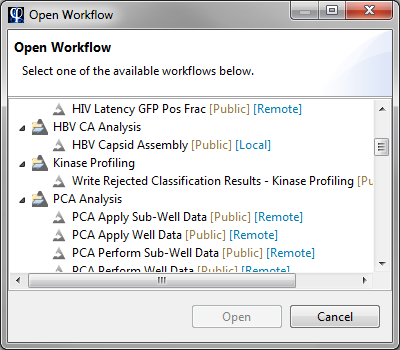 Open Workflow
Open Workflow
Select one of the available workflows below.
HIV Latency GFP Pos Frac [Public] [Remote]
HBV CA Analysis
HBV Capsid Assembly [Public] [Local]
Kinase Profiling
Write Rejected Classification Results - Kinase Profiling [Pu
PCA Analysis
PCA Apply Sub-Well Data [Public] [Remote]
PCA Apply Well Data [Public] [Remote]
PCA Perform Sub-Well Data [Public] [Remote]
PCA Perform Well Data [Public] [Remote]
Open
Cancel